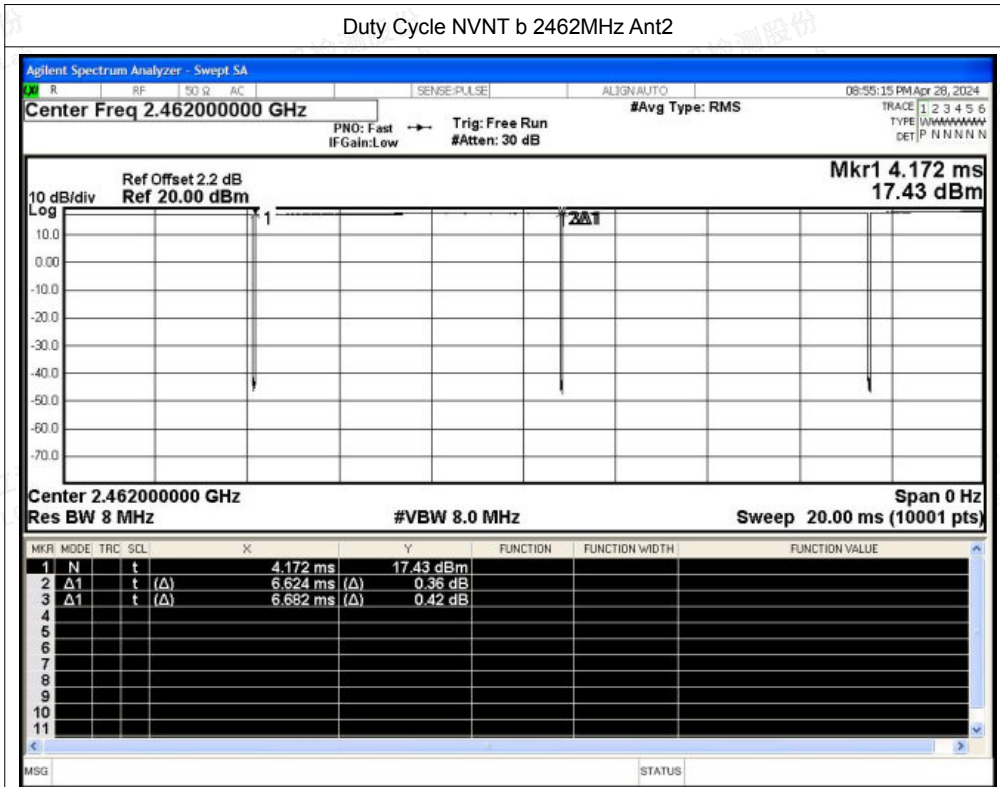 Duty Cycle NVNT b 2462MHz Ant2
Agilent Spectrum Analyzer - Swept SA
R RF 50 Ω AC SENSE:PULSE ALIGN AUTO 08:55:15 PM Apr 28, 2024
Center Freq 2.462000000 GHz #Avg Type: RMS TRACE 1 2 3 4 5 6
PNO: Fast Trig: Free Run TYPE
IFGain:Low #Atten: 30 dB DET P N N N N N
Mkr1 4.172 ms
Ref Offset 2.2 dB
10 dB/div Ref 20.00 dBm 17.43 dBm
Log
1
10.0
0.00
-10.0
-20.0
-30.0
-40.0
-50.0
-60.0
-70.0
Center 2.462000000 GHz Span 0 Hz
Res BW 8 MHz #VBW 8.0 MHz Sweep 20.00 ms (10001 pts)
MKR MODE TRC SCL X Y FUNCTION FUNCTION WIDTH FUNCTION VALUE
1 N t 4.172 ms 17.43 dBm
2 Δ1 t (Δ) 6.624 ms (Δ) 0.36 dB
3 Δ1 t (Δ) 6.682 ms (Δ) 0.42 dB
4
5
6
7
8
9
10
11
MSG STATUS